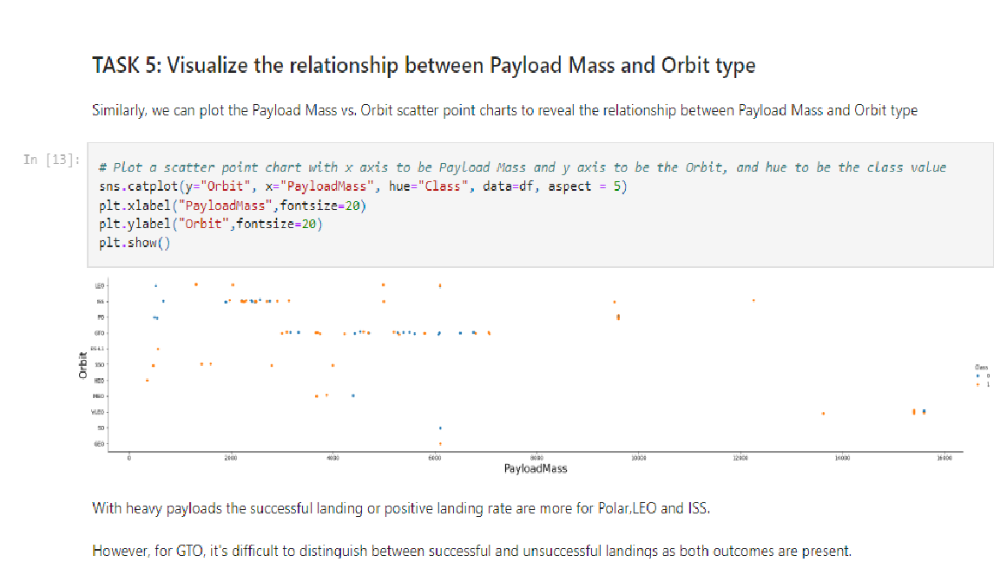 TASK 5: Visualize the relationship between Payload Mass and Orbit type
Similarly, we can plot the Payload Mass vs. Orbit scatter point charts to reveal the relationship between Payload Mass and Orbit type
In [13]:
# Plot a scatter point chart with x axis to be Payload Mass and y axis to be the Orbit, and hue to be the class value
sns.catplot(y="Orbit", x="PayloadMass", hue="Class", data=df, aspect = 5)
plt.xlabel("PayloadMass",fontsize=20)
plt.ylabel("Orbit",fontsize=20)
plt.show()
Orbit
LEO
ISS
PO
GTO
ES-L1
SSO
HEO
MEO
VLEO
SO
GEO
0 2000 4000 6000 8000 10000 12000 14000 16000
PayloadMass
Class
0
1
With heavy payloads the successful landing or positive landing rate are more for Polar,LEO and ISS.
However, for GTO, it's difficult to distinguish between successful and unsuccessful landings as both outcomes are present.